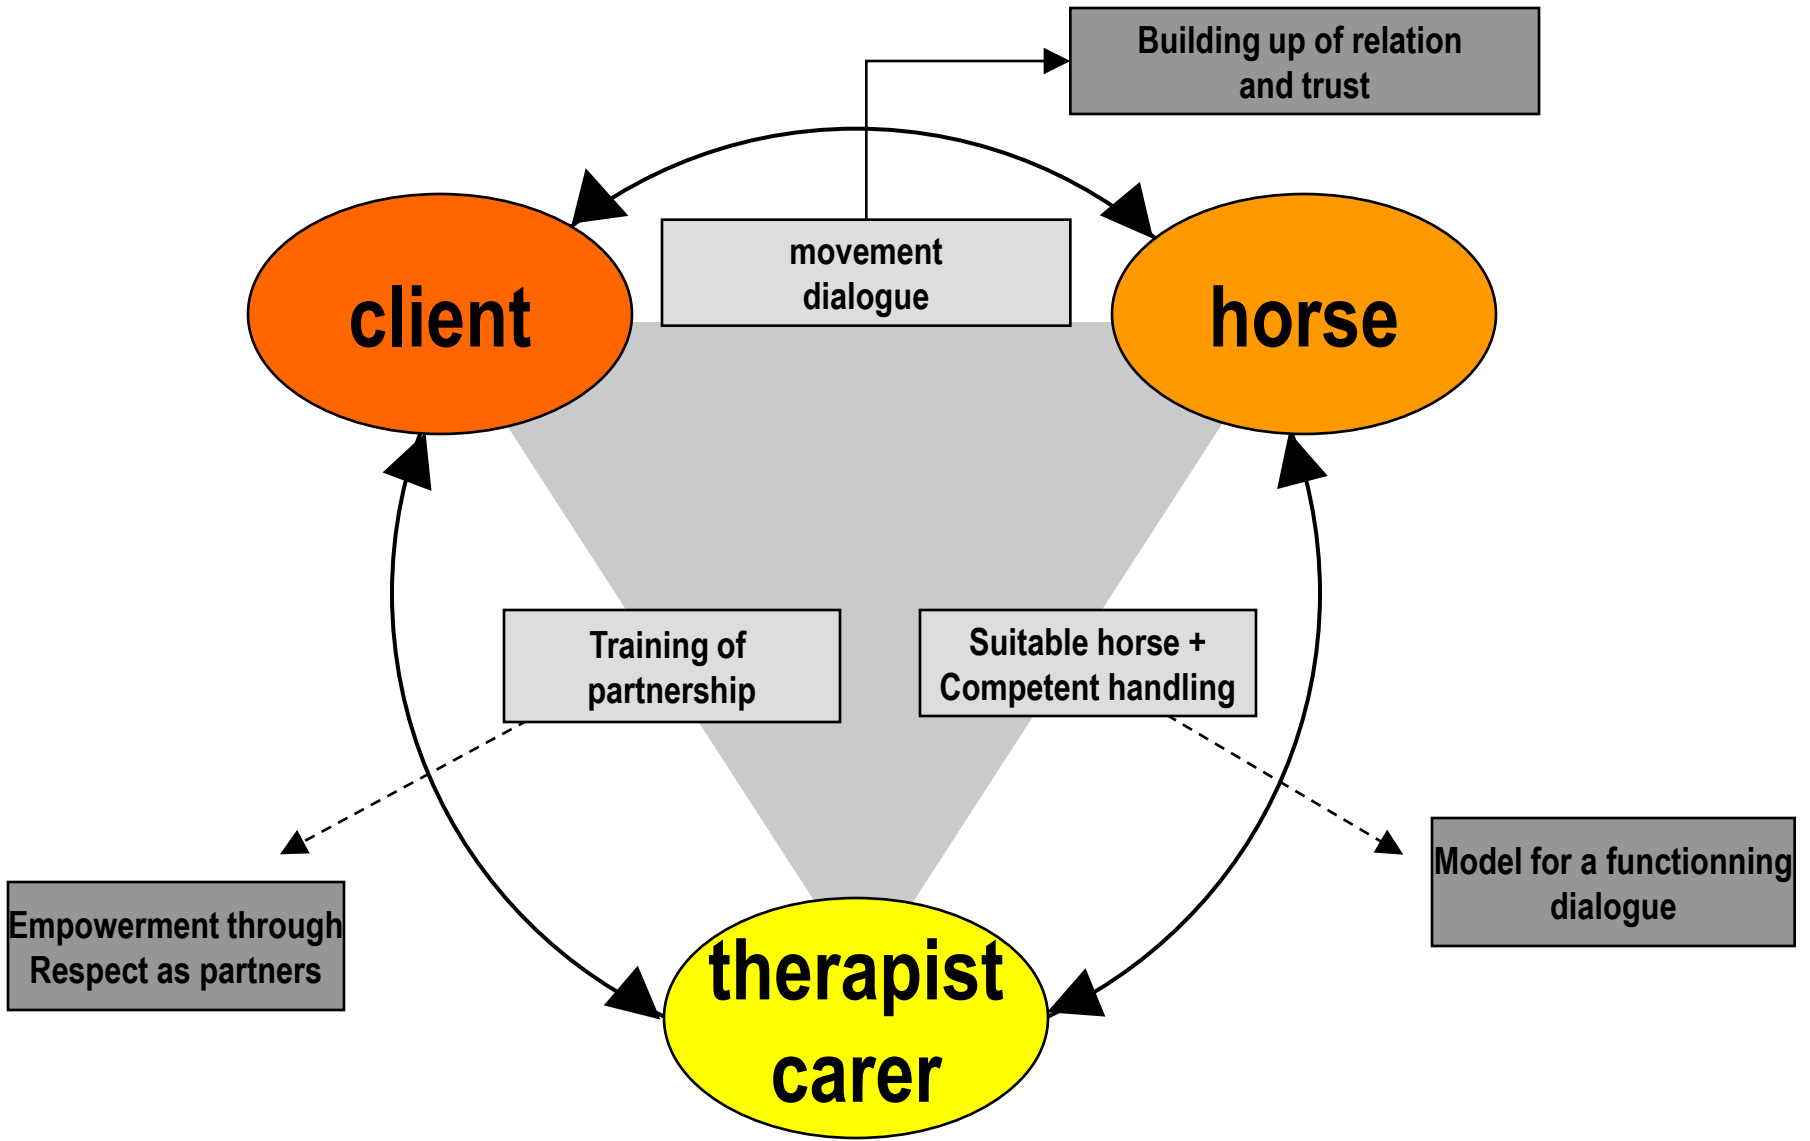 Building up of relation
and trust
client
movement
dialogue
horse
Training of
partnership
Suitable horse +
Competent handling
Empowerment through
Respect as partners
Model for a functionning
dialogue
therapist
carer